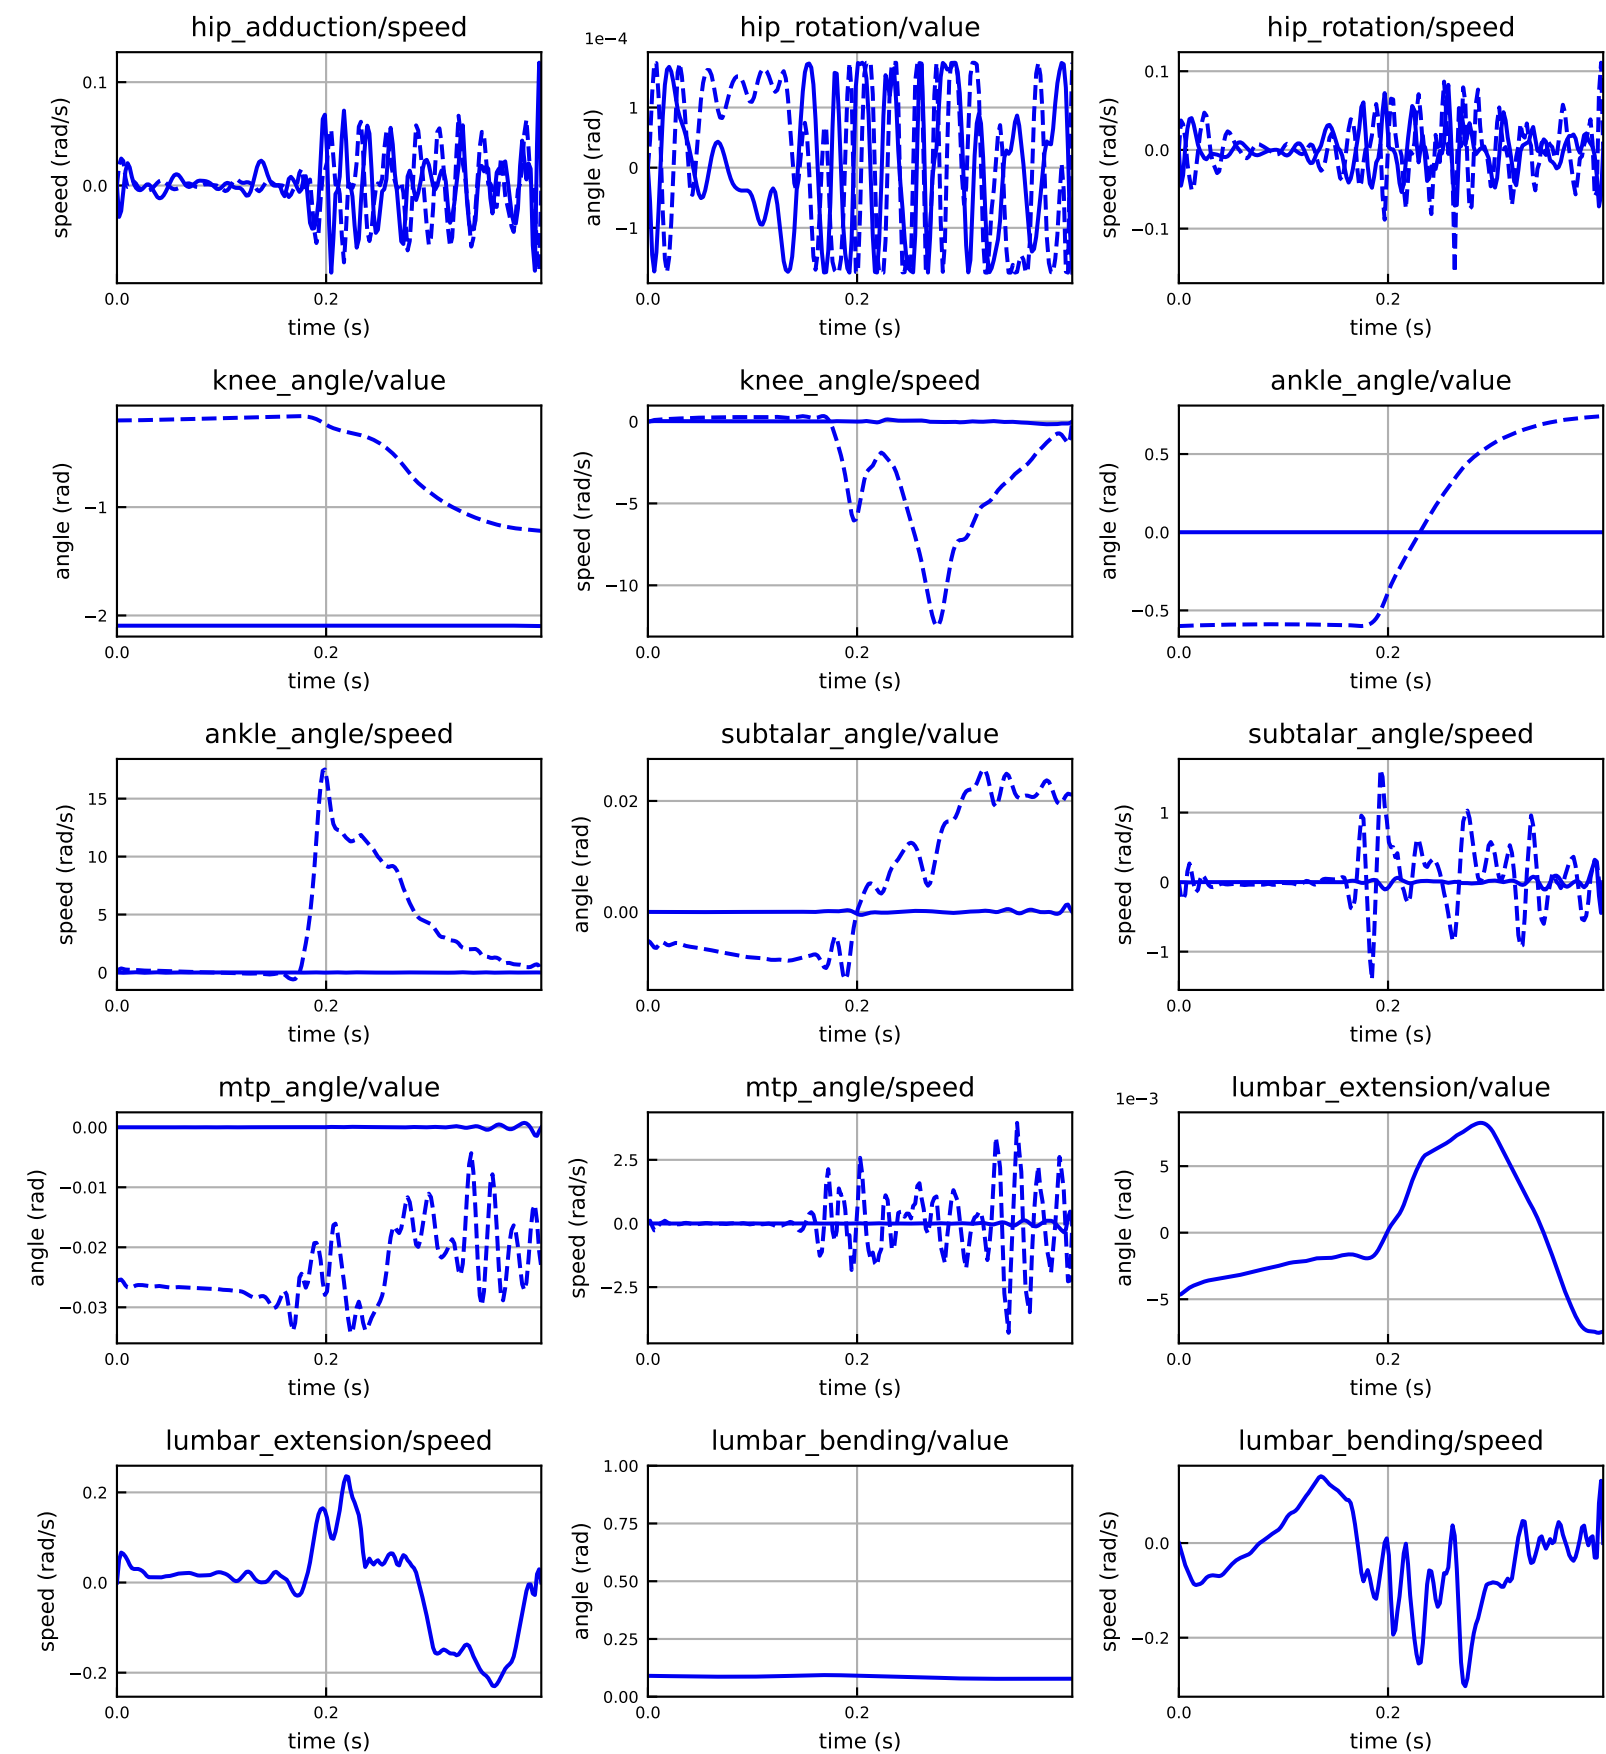 hip_adduction/speed
speed (rad/s)
0.1
0.0
0.0
0.2
time (s)
hip_rotation/value
1e−4
angle (rad)
1
0
−1
0.0
0.2
time (s)
hip_rotation/speed
speed (rad/s)
0.1
0.0
−0.1
0.0
0.2
time (s)
knee_angle/value
angle (rad)
−1
−2
0.0
0.2
time (s)
knee_angle/speed
speed (rad/s)
0
−5
−10
0.0
0.2
time (s)
ankle_angle/value
angle (rad)
0.5
0.0
−0.5
0.0
0.2
time (s)
ankle_angle/speed
speed (rad/s)
15
10
5
0
0.0
0.2
time (s)
subtalar_angle/value
angle (rad)
0.02
0.00
0.0
0.2
time (s)
subtalar_angle/speed
speed (rad/s)
1
0
−1
0.0
0.2
time (s)
mtp_angle/value
angle (rad)
0.00
−0.01
−0.02
−0.03
0.0
0.2
time (s)
mtp_angle/speed
speed (rad/s)
2.5
0.0
−2.5
0.0
0.2
time (s)
lumbar_extension/value
1e−3
angle (rad)
5
0
−5
0.0
0.2
time (s)
lumbar_extension/speed
speed (rad/s)
0.2
0.0
−0.2
0.0
0.2
time (s)
lumbar_bending/value
angle (rad)
1.00
0.75
0.50
0.25
0.00
0.0
0.2
time (s)
lumbar_bending/speed
speed (rad/s)
0.0
−0.2
0.0
0.2
time (s)